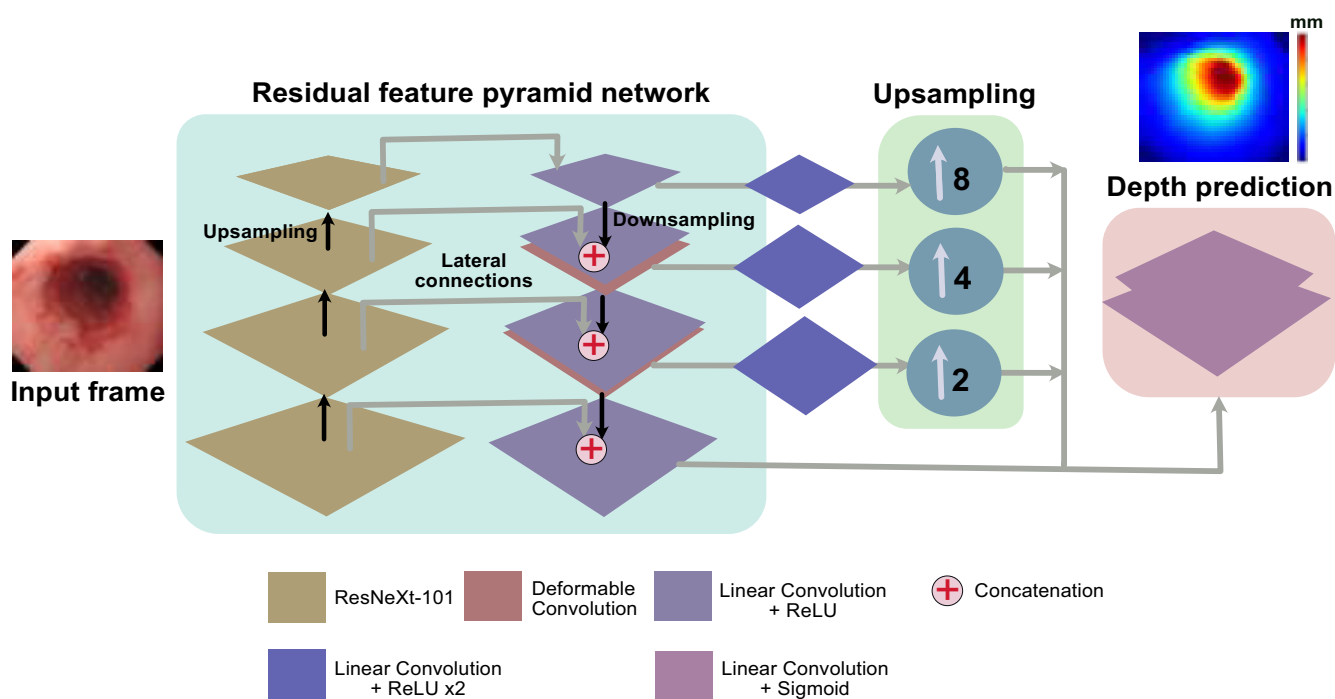 mm
Residual feature pyramid network
Upsampling
8
Depth prediction
Upsampling
Downsampling
Lateral
connections
4
2
Input frame
ResNeXt-101
Deformable
Convolution
Linear Convolution
+ ReLU
Concatenation
Linear Convolution
+ ReLU x2
Linear Convolution
+ Sigmoid